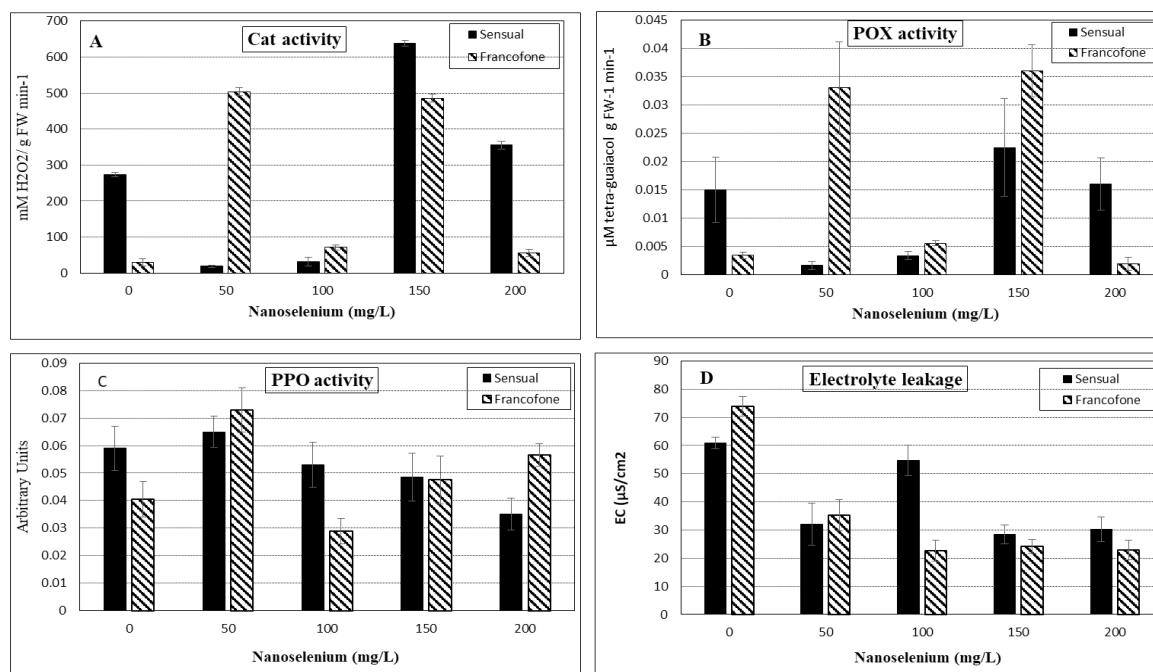 A
Cat activity
Sensual
Francofone
mM H2O2/ g FW min-1
700
600
500
400
300
200
100
0
0 50 100 150 200
Nanoselenium (mg/L)
B
POX activity
Sensual
Francofone
µM tetra-guaiacol g FW-1 min-1
0.045
0.04
0.035
0.03
0.025
0.02
0.015
0.01
0.005
0
0 50 100 150 200
Nanoselenium (mg/L)
C
PPO activity
Sensual
Francofone
Arbitrary Units
0.09
0.08
0.07
0.06
0.05
0.04
0.03
0.02
0.01
0
0 50 100 150 200
Nanoselenium (mg/L)
D
Electrolyte leakage
Sensual
Francofone
EC (µS/cm2
90
80
70
60
50
40
30
20
10
0
0 50 100 150 200
Nanoselenium (mg/L)